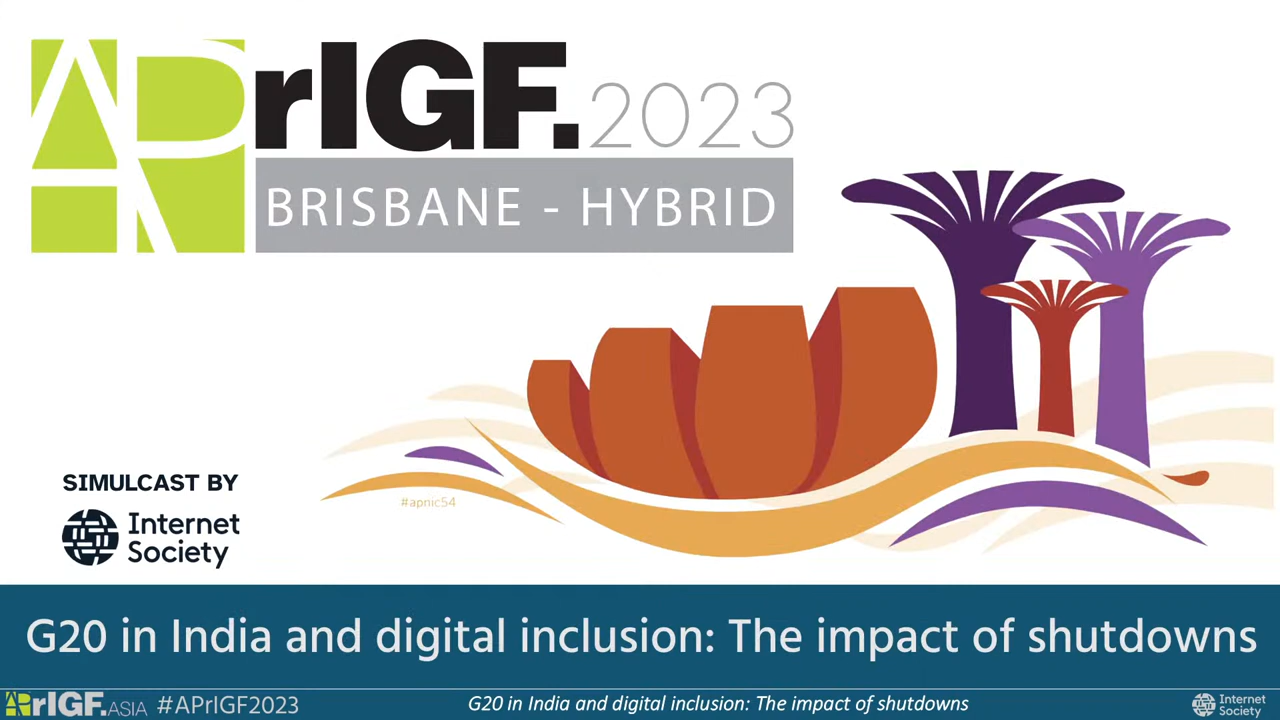 APrIGF.2023
BRISBANE - HYBRID
#apnic54
SIMULCAST BY
Internet
Society
G20 in India and digital inclusion: The impact of shutdowns
APrIGF.ASIA #APrIGF2023
G20 in India and digital inclusion: The impact of shutdowns
Internet
Society